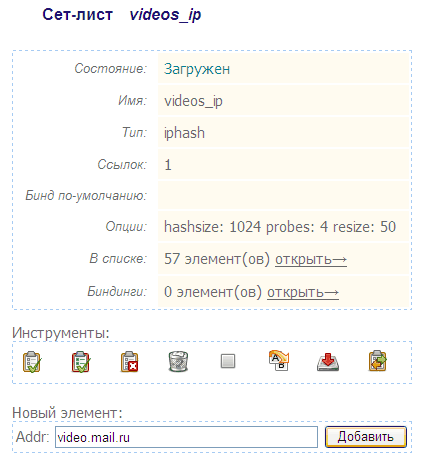 Сет-лист videos_ip
Состояние: Загружен
Имя: videos_ip
Тип: iphash
Ссылок: 1
Бинд по-умолчанию:
Опции: hashsize: 1024 probes: 4 resize: 50
В списке: 57 элемент(ов) открыть→
Биндинги: 0 элемент(ов) открыть→
Инструменты:
Новый элемент:
Addr: video.mail.ru Добавить